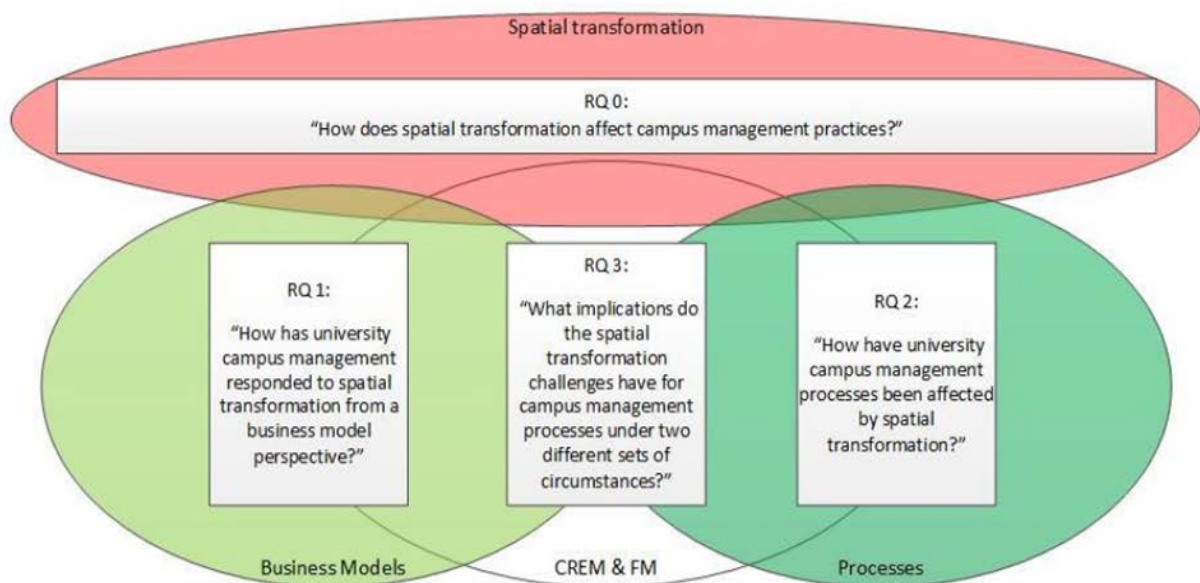 Spatial transformation
RQ 0:
“How does spatial transformation affect campus management practices?”
RQ 1:
“How has university
campus management
responded to spatial
transformation from a
business model
perspective?”
RQ 3:
“What implications do
the spatial
transformation
challenges have for
campus management
processes under two
different sets of
circumstances?”
RQ 2:
“How have university
campus management
processes been affected
by spatial
transformation?”
Business Models
CREM & FM
Processes